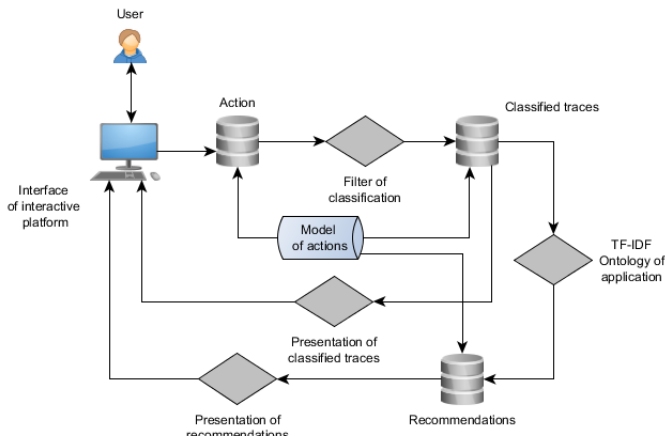 User
Action
Classified traces
Filter of
classification
Interface
of interactive
platform
Model
of actions
TF-IDF
Ontology of
application
Presentation of
classified traces
Presentation of
recommendations
Recommendations